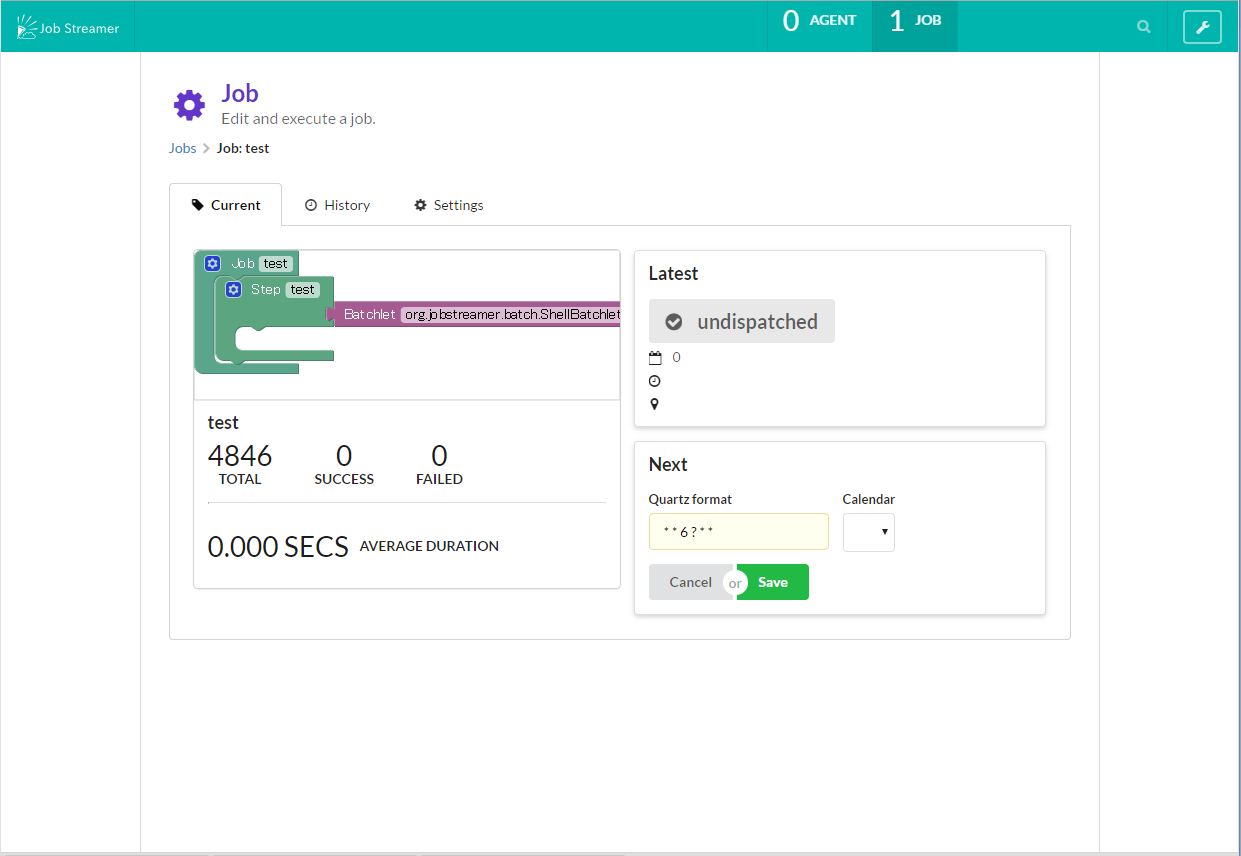 Job Streamer
0 AGENT
1 JOB
Job
Edit and execute a job.
Jobs Job: test
Current
History
Settings
Job test
Step test
Batchlet org.jobstreamer.batch.ShellBatchlet
test
4846 0 0
TOTAL SUCCESS FAILED
0.000 SECS AVERAGE DURATION
Latest
undispatched
0
Next
Quartz format Calendar
* * 6 ? * *
Cancel or Save